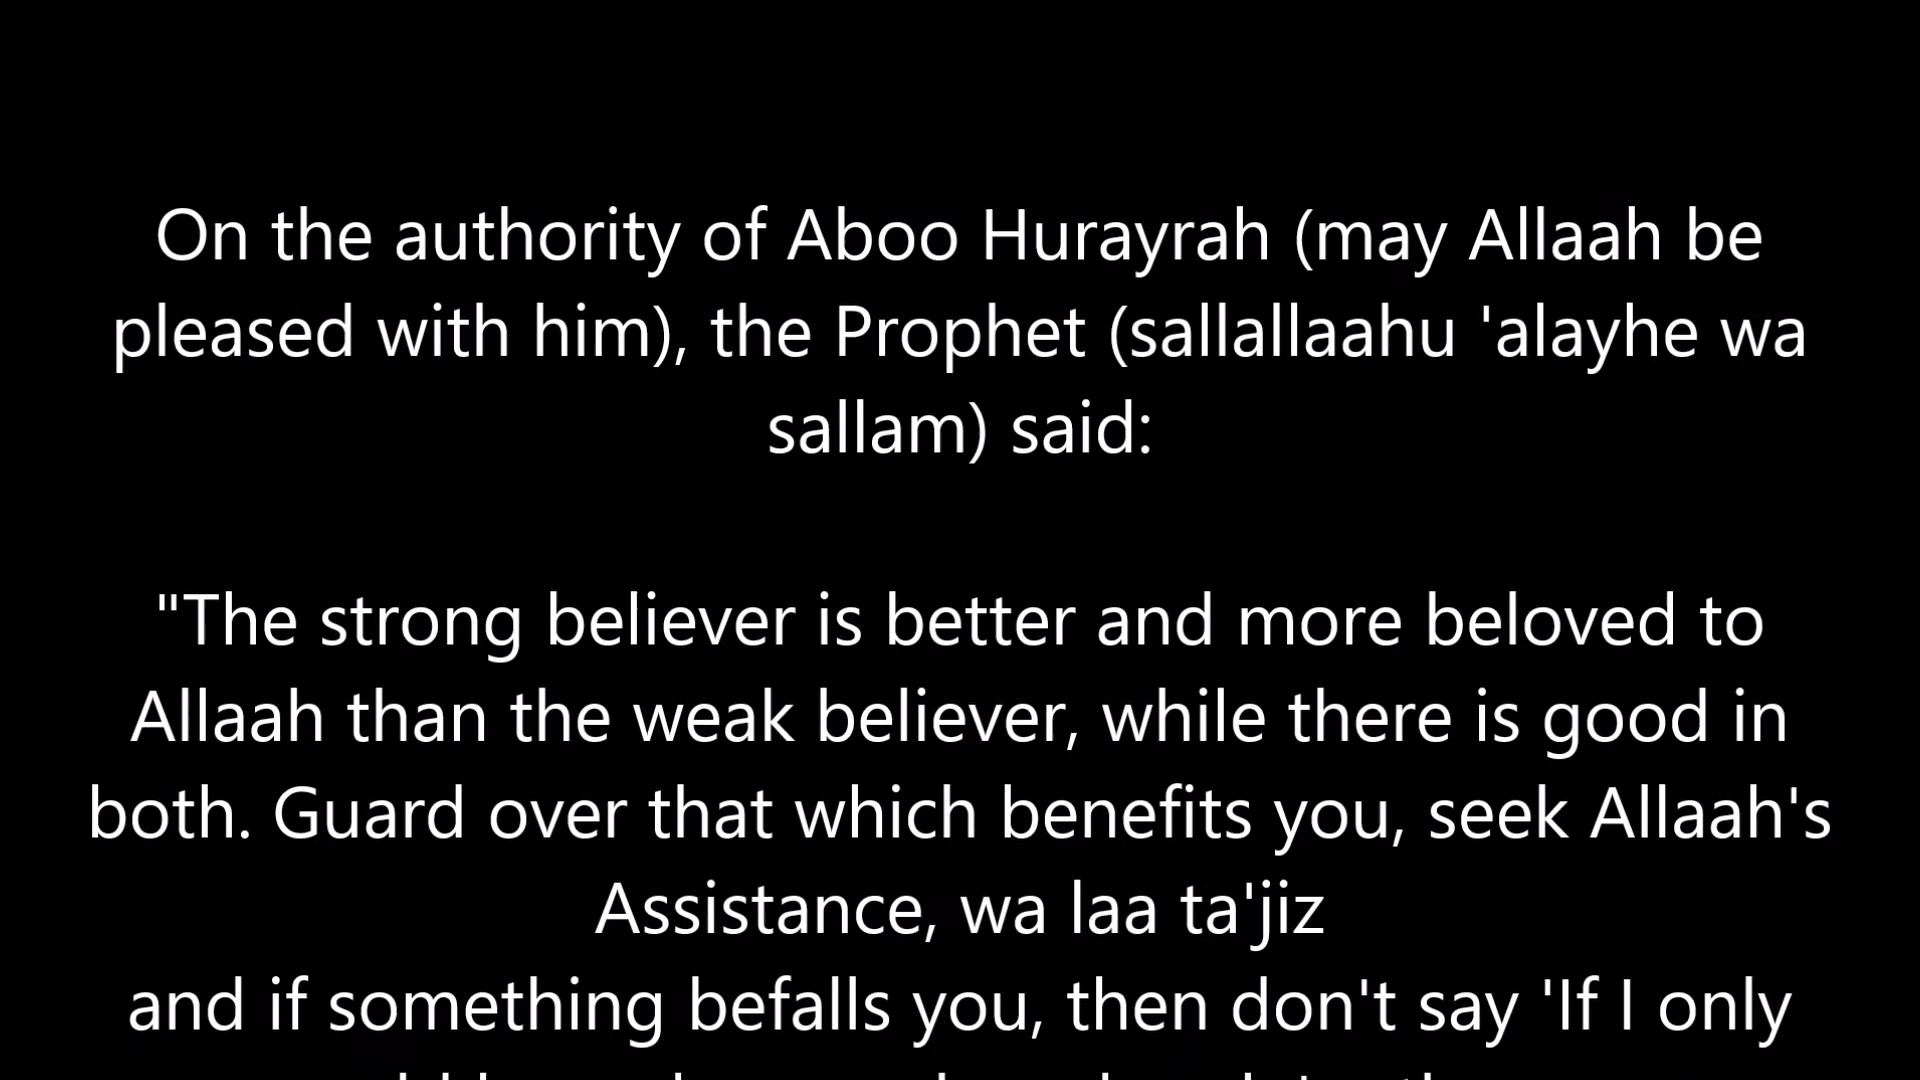 On the authority of Aboo Hurayrah (may Allaah be
pleased with him), the Prophet (sallallaahu 'alayhe wa
sallam) said:
"The strong believer is better and more beloved to
Allaah than the weak believer, while there is good in
both. Guard over that which benefits you, seek Allaah's
Assistance, wa laa ta'jiz
and if something befalls you, then don't say 'If I only